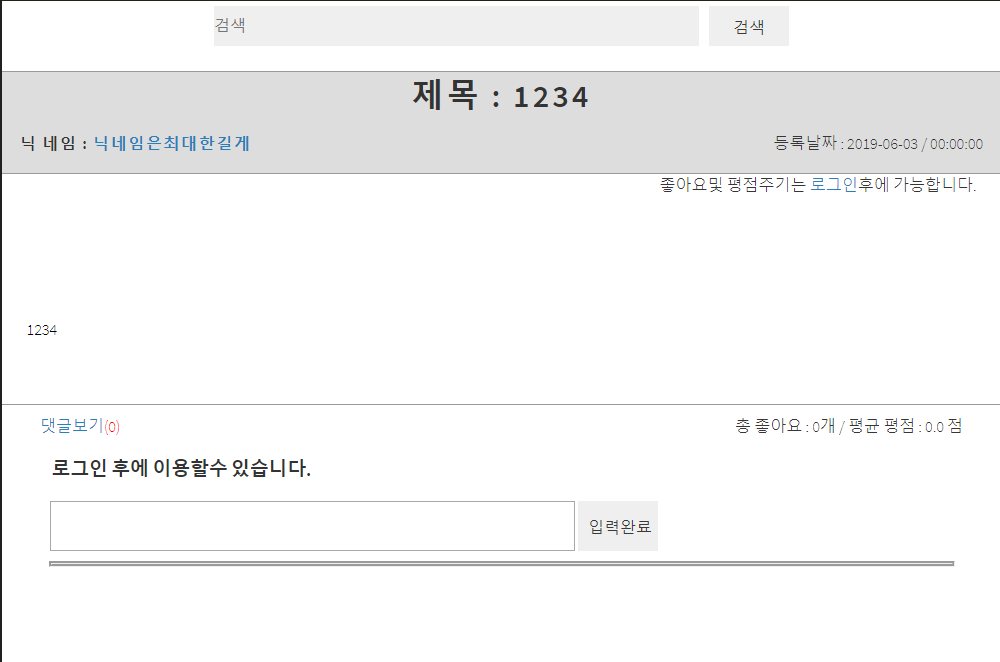 검색 검색
제목 : 1234
닉 네임 : 닉네임은최대한길게 등록날짜 : 2019-06-03 / 00:00:00
좋아요및 평점주기는 로그인후에 가능합니다.
1234
댓글보기(0) 총 좋아요 : 0개 / 평균 평점 : 0.0 점
로그인 후에 이용할수 있습니다.
입력완료